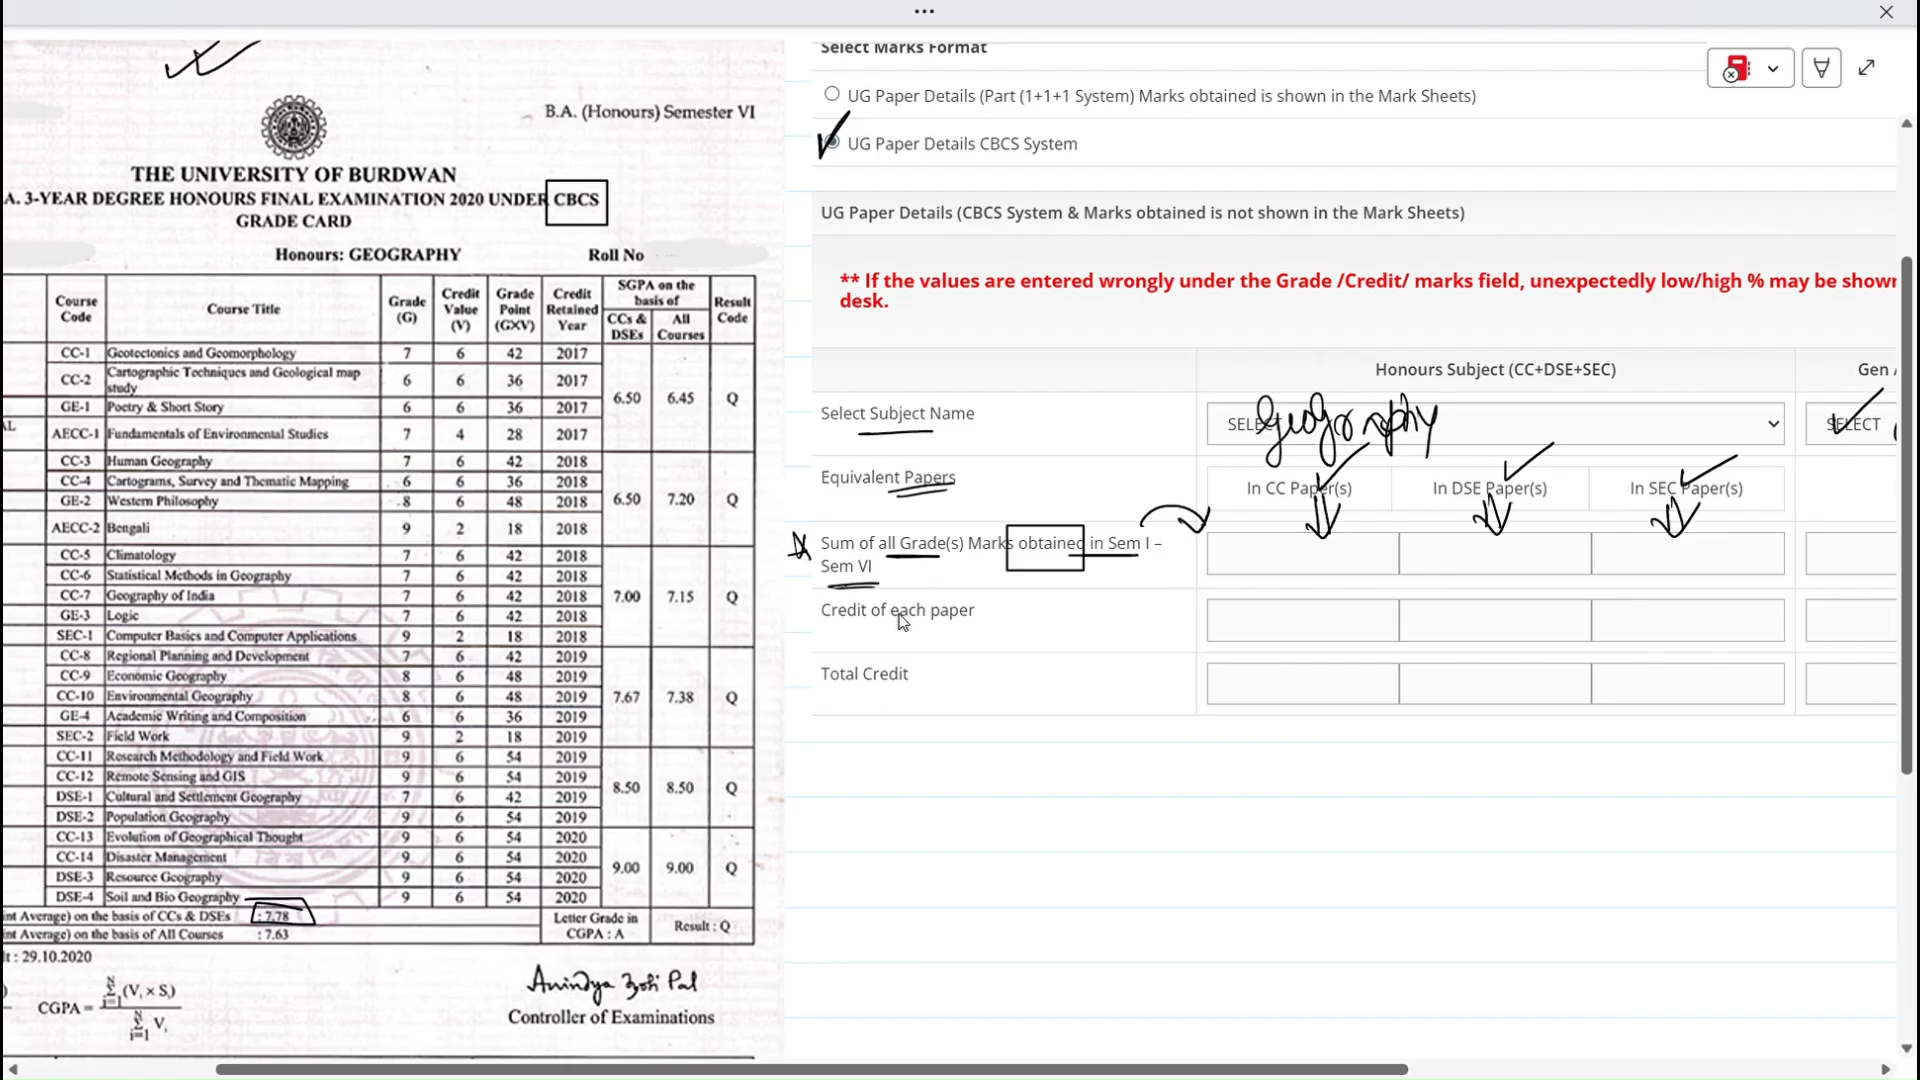 B.A. (Honours) Semester VI
THE UNIVERSITY OF BURDWAN
A. 3-YEAR DEGREE HONOURS FINAL EXAMINATION 2020 UNDER CBCS
GRADE CARD
Honours: GEOGRAPHY Roll No
Course Code Course Title Grade (G) Credit Value (V) Grade Point (GXV) Credit Retained Year SGPA on the basis of CCs & DSEs All Courses Result Code
CC-1 Geotectonics and Geomorphology 7 6 42 2017
CC-2 Cartographic Techniques and Geological map study 6 6 36 2017 6.50 6.45 Q
GE-1 Poetry & Short Story 6 6 36 2017
AECC-1 Fundamentals of Environmental Studies 7 4 28 2017
CC-3 Human Geography 7 6 42 2018
CC-4 Cartograms, Survey and Thematic Mapping 6 6 36 2018
GE-2 Western Philosophy 8 6 48 2018 6.50 7.20 Q
AECC-2 Bengali 9 2 18 2018
CC-5 Climatology 7 6 42 2018
CC-6 Statistical Methods in Geography 7 6 42 2018
CC-7 Geography of India 7 6 42 2018 7.00 7.15 Q
GE-3 Logic 7 6 42 2018
SEC-1 Computer Basics and Computer Applications 9 2 18 2018
CC-8 Regional Planning and Development 7 6 42 2019
CC-9 Economic Geography 8 6 48 2019
CC-10 Environmental Geography 8 6 48 2019 7.67 7.38 Q
GE-4 Academic Writing and Composition 6 6 36 2019
SEC-2 Field Work 9 2 18 2019
CC-11 Research Methodology and Field Work 9 6 54 2019
CC-12 Remote Sensing and GIS 9 6 54 2019 8.50 8.50 Q
DSE-1 Cultural and Settlement Geography 7 6 42 2019
DSE-2 Population Geography 9 6 54 2019
CC-13 Evolution of Geographical Thought 9 6 54 2020
CC-14 Disaster Management 9 6 54 2020 9.00 9.00 Q
DSE-3 Resource Geography 9 6 54 2020
DSE-4 Soil and Bio Geography 9 6 54 2020
int Average) on the basis of CCs & DSEs : 7.78 Letter Grade in CGPA : A Result : Q
int Average) on the basis of All Courses : 7.63
lt : 29.10.2020
CGPA =
Controller of Examinations
Select Marks Format
UG Paper Details (Part (1+1+1 System) Marks obtained is shown in the Mark Sheets)
UG Paper Details CBCS System
UG Paper Details (CBCS System & Marks obtained is not shown in the Mark Sheets)
** If the values are entered wrongly under the Grade /Credit/ marks field, unexpectedly low/high % may be shown
desk.
Honours Subject (CC+DSE+SEC) Gen
Select Subject Name SELECT Geography SELECT
Equivalent Papers In CC Paper(s) In DSE Paper(s) In SEC Paper(s)
Sum of all Grade(s) Marks obtained in Sem I –
Sem VI
Credit of each paper
Total Credit